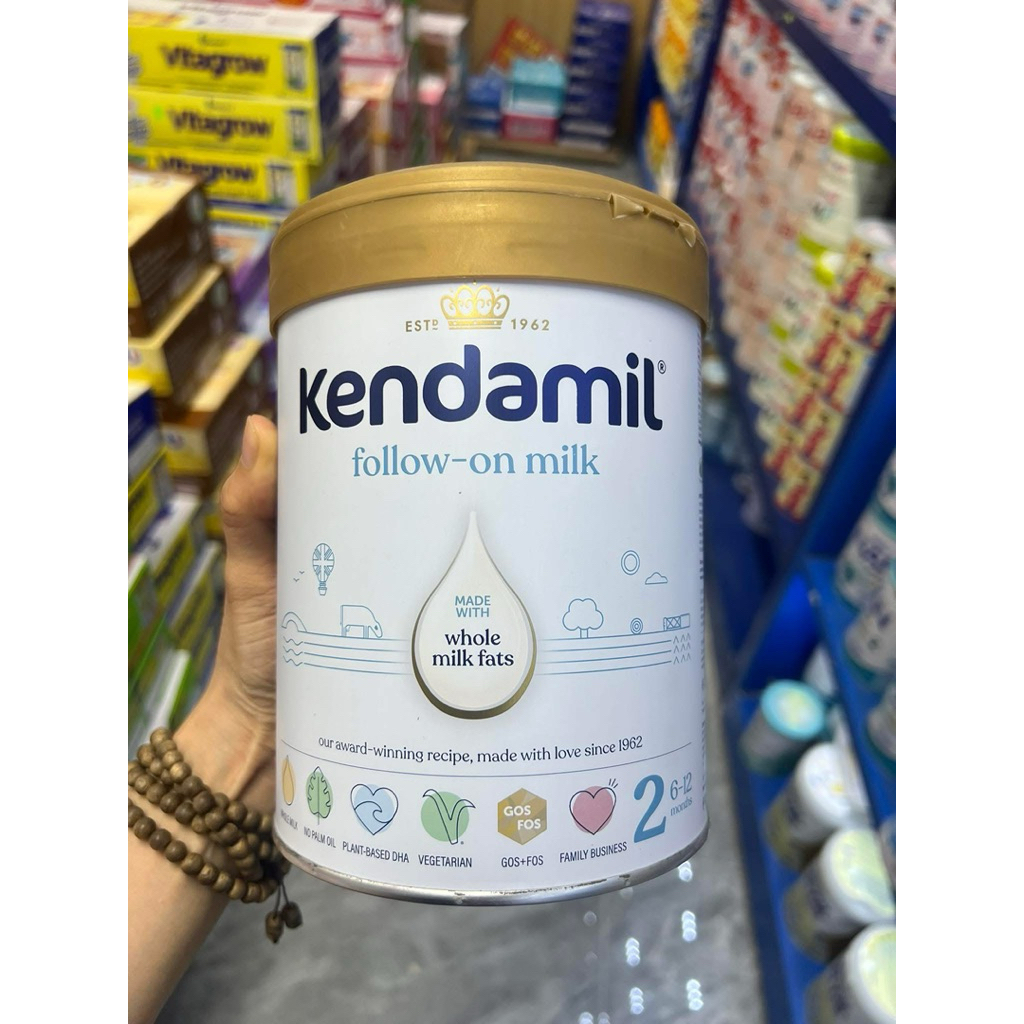 Vitagrow
Vitagrow
Vitagrow
ESTD 1962
Kendamil®
follow-on milk
MADE
WITH
whole
milk fats
our award-winning recipe, made with love since 1962
GOS
FOS
WHOLE MILK
NO PALM OIL
PLANT-BASED DHA
VEGETARIAN
GOS+FOS
FAMILY BUSINESS
2
6-12
months